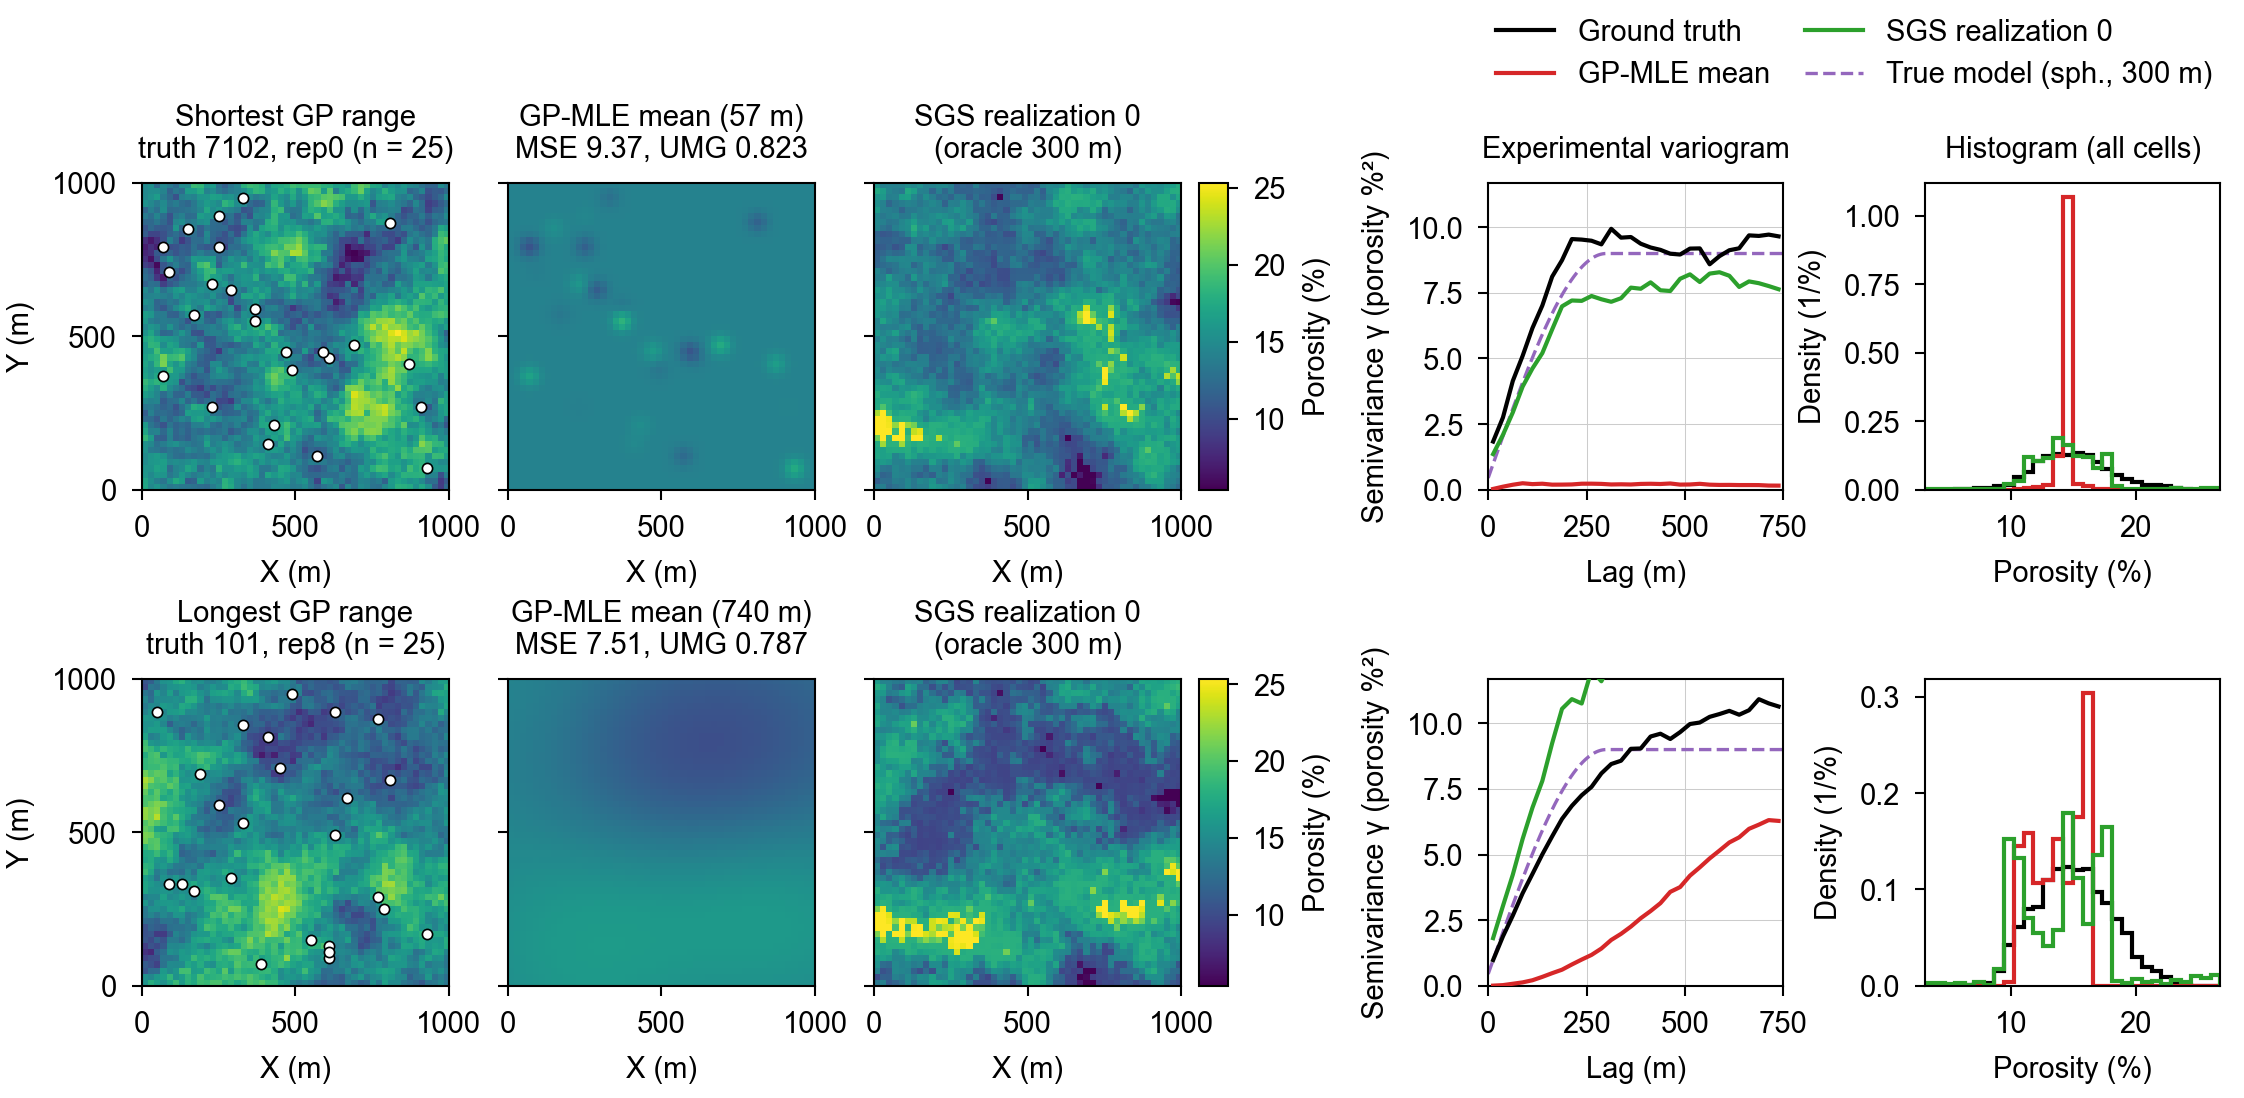 Ground truth
GP-MLE mean
SGS realization 0
True model (sph., 300 m)
Shortest GP range
truth 7102, rep0 (n = 25)
GP-MLE mean (57 m)
MSE 9.37, UMG 0.823
SGS realization 0
(oracle 300 m)
Experimental variogram
Histogram (all cells)
1000
500
0
Y (m)
0 500 1000
X (m)
0 500 1000
X (m)
0 500 1000
X (m)
25
20
15
10
Porosity (%)
Semivariance γ (porosity %²)
10.0
7.5
5.0
2.5
0.0
0 250 500 750
Lag (m)
Density (1/%)
1.00
0.75
0.50
0.25
0.00
10 20
Porosity (%)
Longest GP range
truth 101, rep8 (n = 25)
GP-MLE mean (740 m)
MSE 7.51, UMG 0.787
SGS realization 0
(oracle 300 m)
1000
500
0
Y (m)
0 500 1000
X (m)
0 500 1000
X (m)
0 500 1000
X (m)
25
20
15
10
Porosity (%)
Semivariance γ (porosity %²)
10.0
7.5
5.0
2.5
0.0
0 250 500 750
Lag (m)
Density (1/%)
0.3
0.2
0.1
0.0
10 20
Porosity (%)